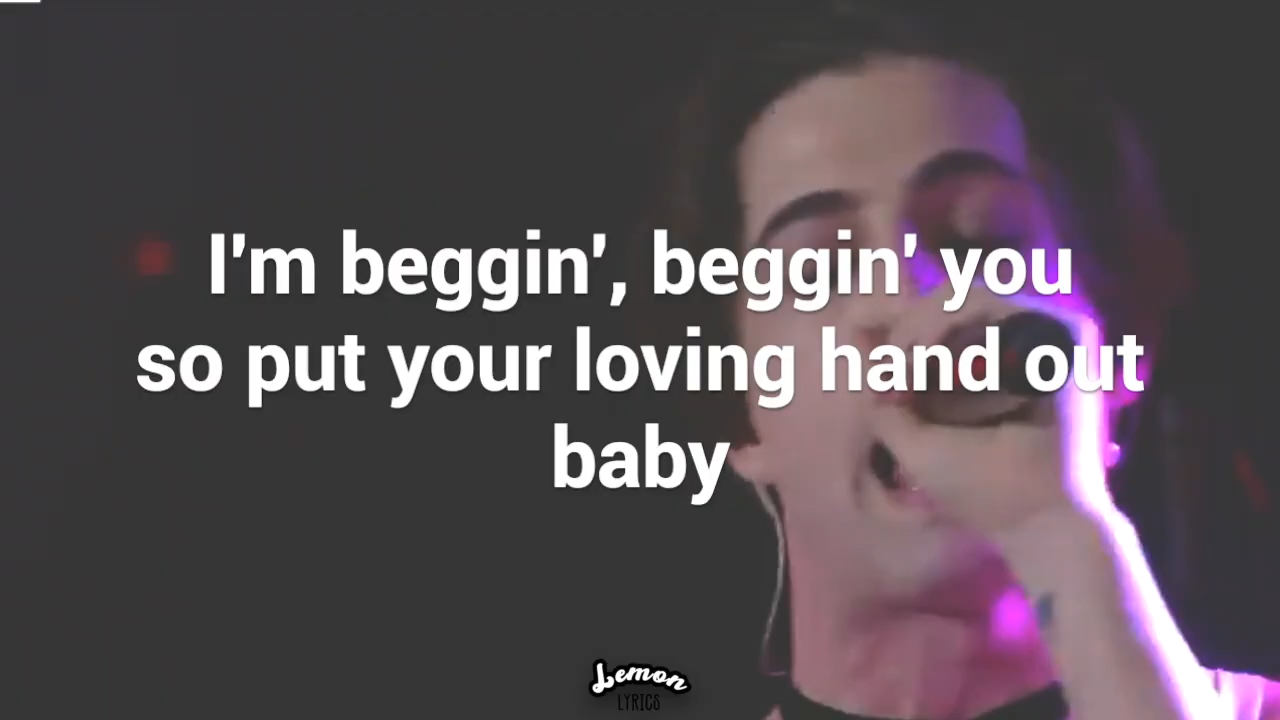 I'm beggin', beggin' you
so put your loving hand out
baby
Lemon
LYRICS